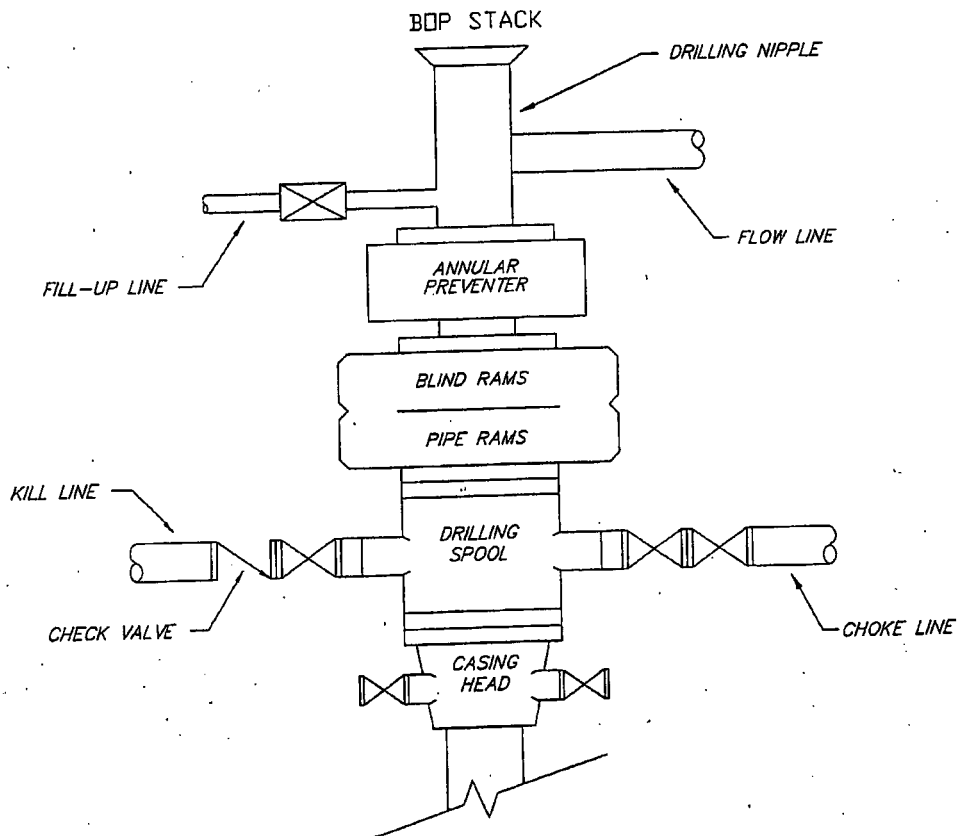 BOP STACK
DRILLING NIPPLE
FLOW LINE
FILL-UP LINE
ANNULAR
PREVENTER
BLIND RAMS
PIPE RAMS
KILL LINE
DRILLING
SPOOL
CHECK VALVE
CHOKE LINE
CASING
HEAD